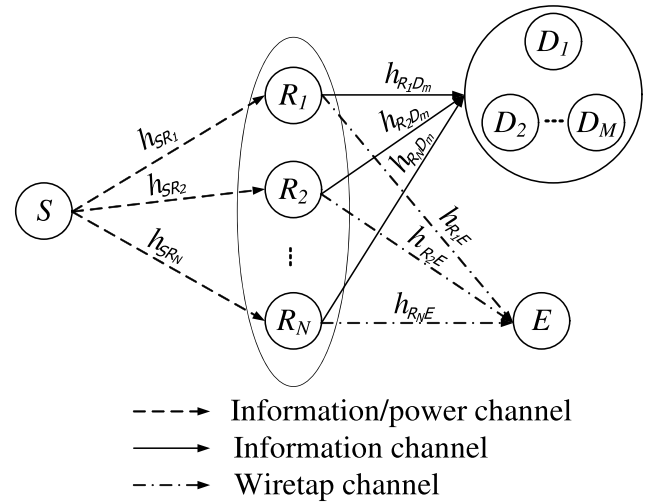 D1
R1
hR1Dm
hR2Dm
hRNDm
D2 DM
hSR1
hSR2
R2
S
hSRN
hR1E
hR2E
RN
hRNE
E
Information/power channel
Information channel
Wiretap channel